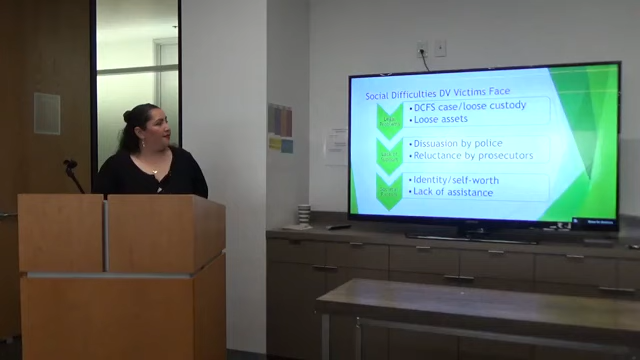 Social Difficulties DV Victims Face
• DCFS case/loose custody
• Loose assets
• Dissuasion by police
• Reluctance by prosecutors
• Identity/self-worth
• Lack of assistance